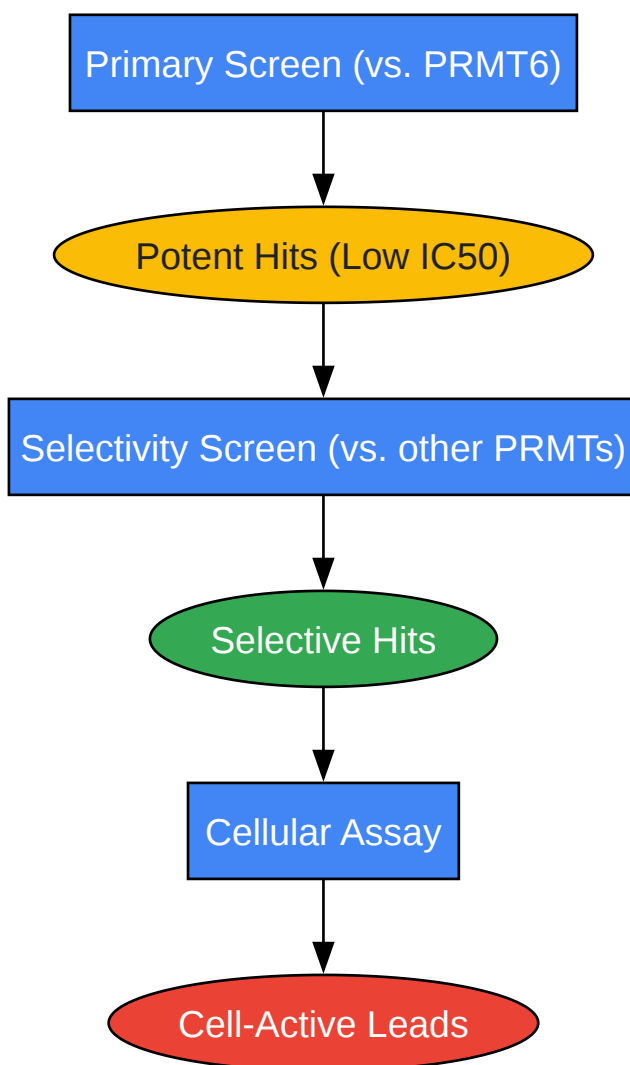 Primary Screen (vs. PRMT6)
Potent Hits (Low IC50)
Selectivity Screen (vs. other PRMTs)
Selective Hits
Cellular Assay
Cell-Active Leads